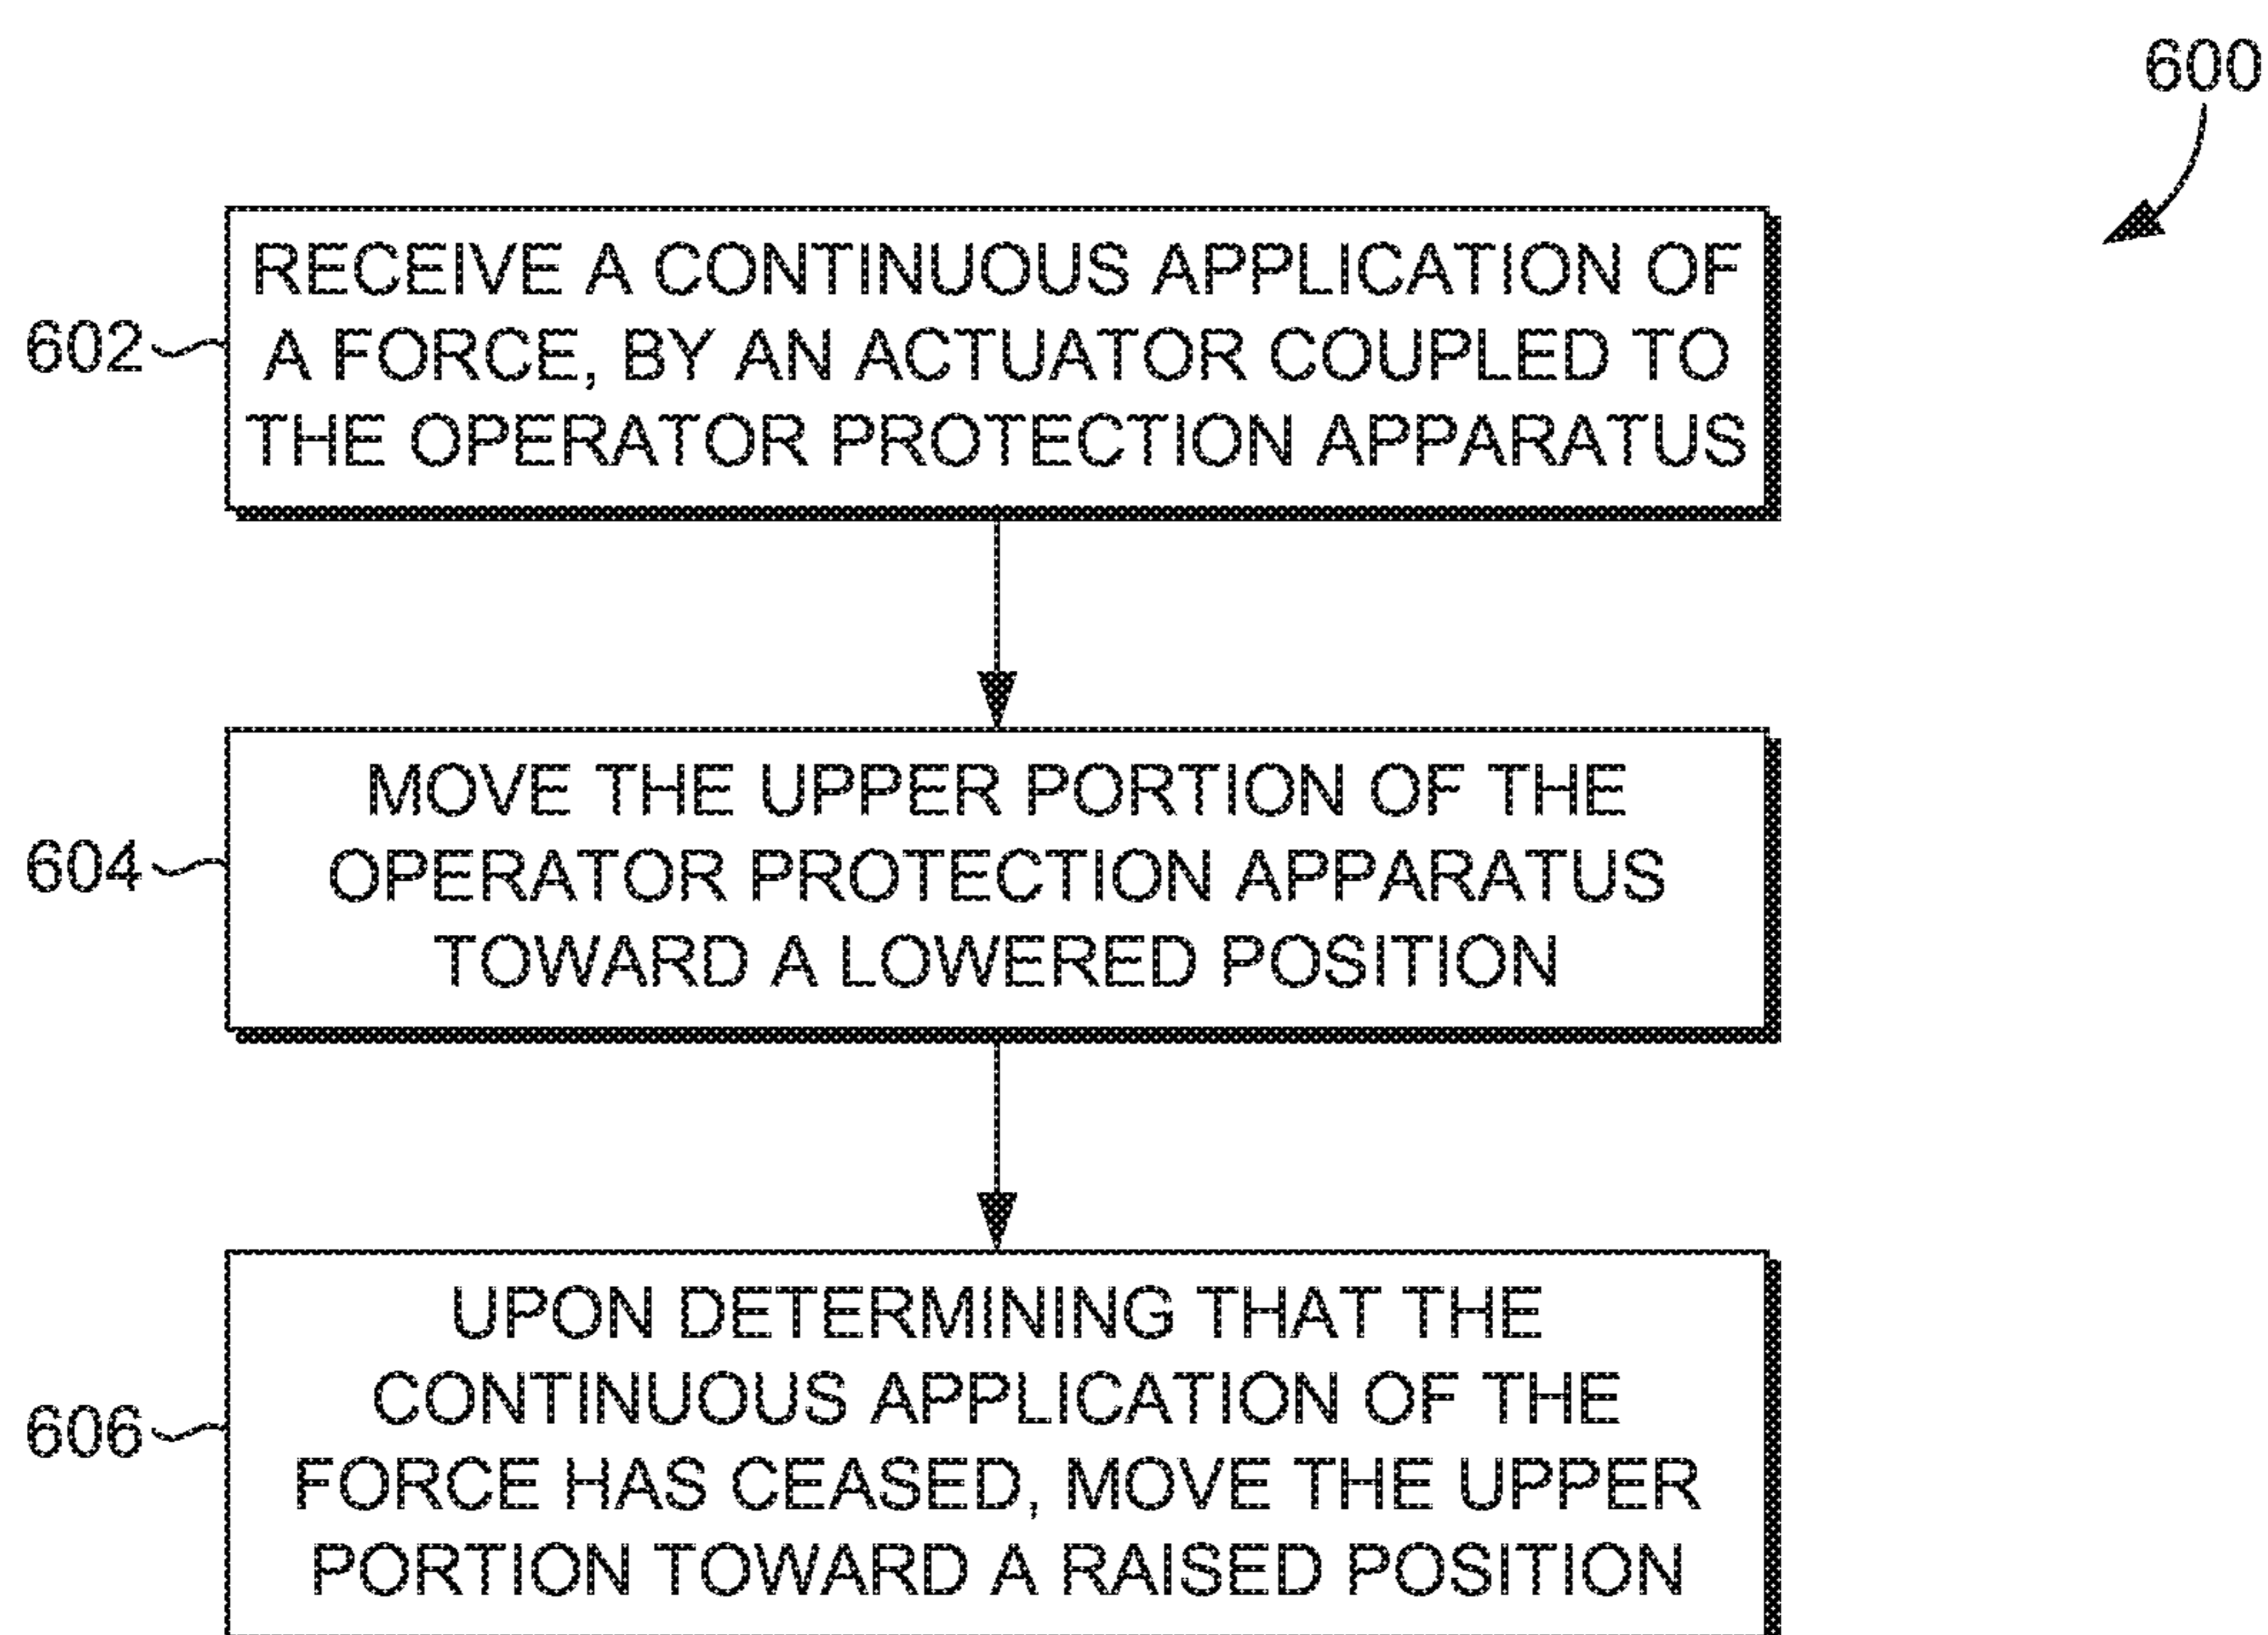 600
602
RECEIVE A CONTINUOUS APPLICATION OF
A FORCE, BY AN ACTUATOR COUPLED TO
THE OPERATOR PROTECTION APPARATUS
604
MOVE THE UPPER PORTION OF THE
OPERATOR PROTECTION APPARATUS
TOWARD A LOWERED POSITION
606
UPON DETERMINING THAT THE
CONTINUOUS APPLICATION OF THE
FORCE HAS CEASED, MOVE THE UPPER
PORTION TOWARD A RAISED POSITION